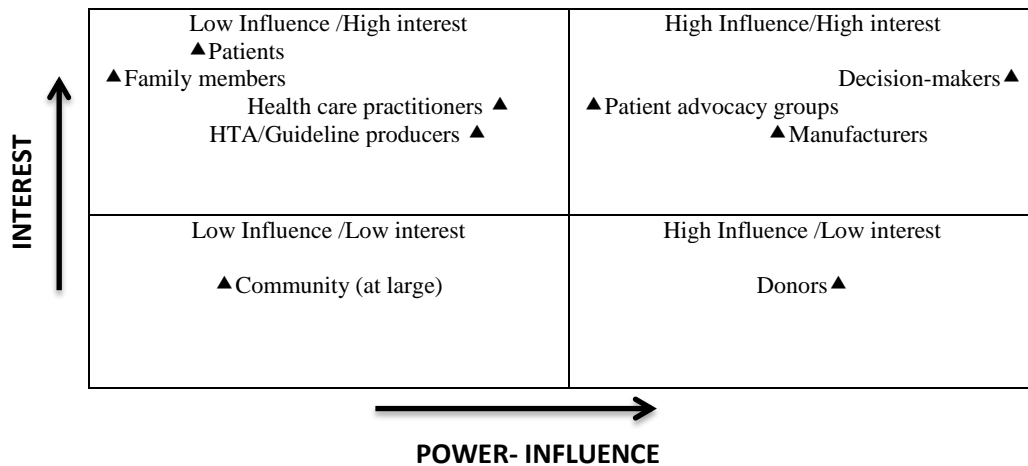 Low Influence /High interest
▲Patients
▲Family members
Health care practitioners ▲
HTA/Guideline producers ▲
High Influence/High interest
Decision-makers▲
▲Patient advocacy groups
▲Manufacturers
Low Influence /Low interest
▲Community (at large)
High Influence /Low interest
Donors▲
INTEREST
POWER- INFLUENCE